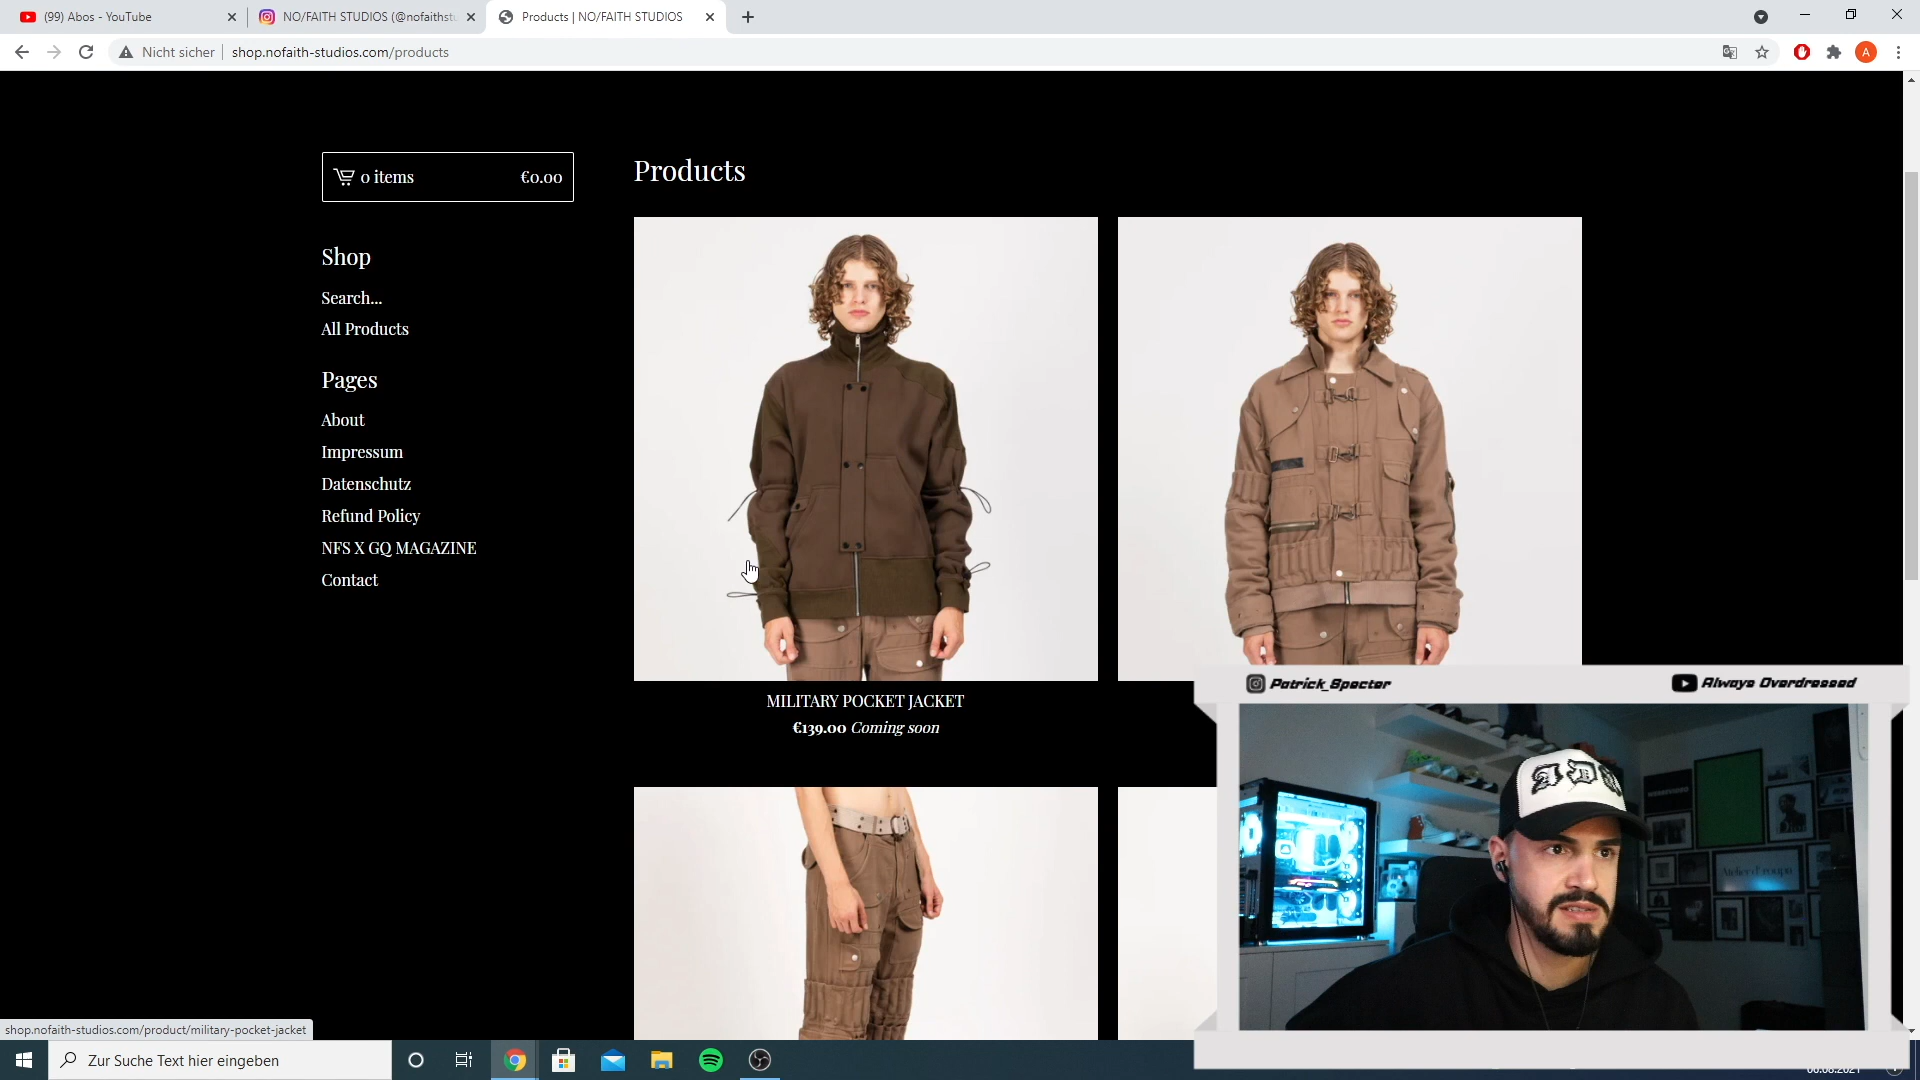 (99) Abos - YouTube
NO/FAITH STUDIOS (@nofaithstu
Products | NO/FAITH STUDIOS
Nicht sicher
shop.nofaith-studios.com/products
A
0 items
€0.00
Products
Shop
Search...
All Products
Pages
About
Impressum
Datenschutz
Refund Policy
NFS X GQ MAGAZINE
Contact
MILITARY POCKET JACKET
€139.00 Coming soon
Patrick_Specter
Always Overdressed
shop.nofaith-studios.com/product/military-pocket-jacket
Zur Suche Text hier eingeben